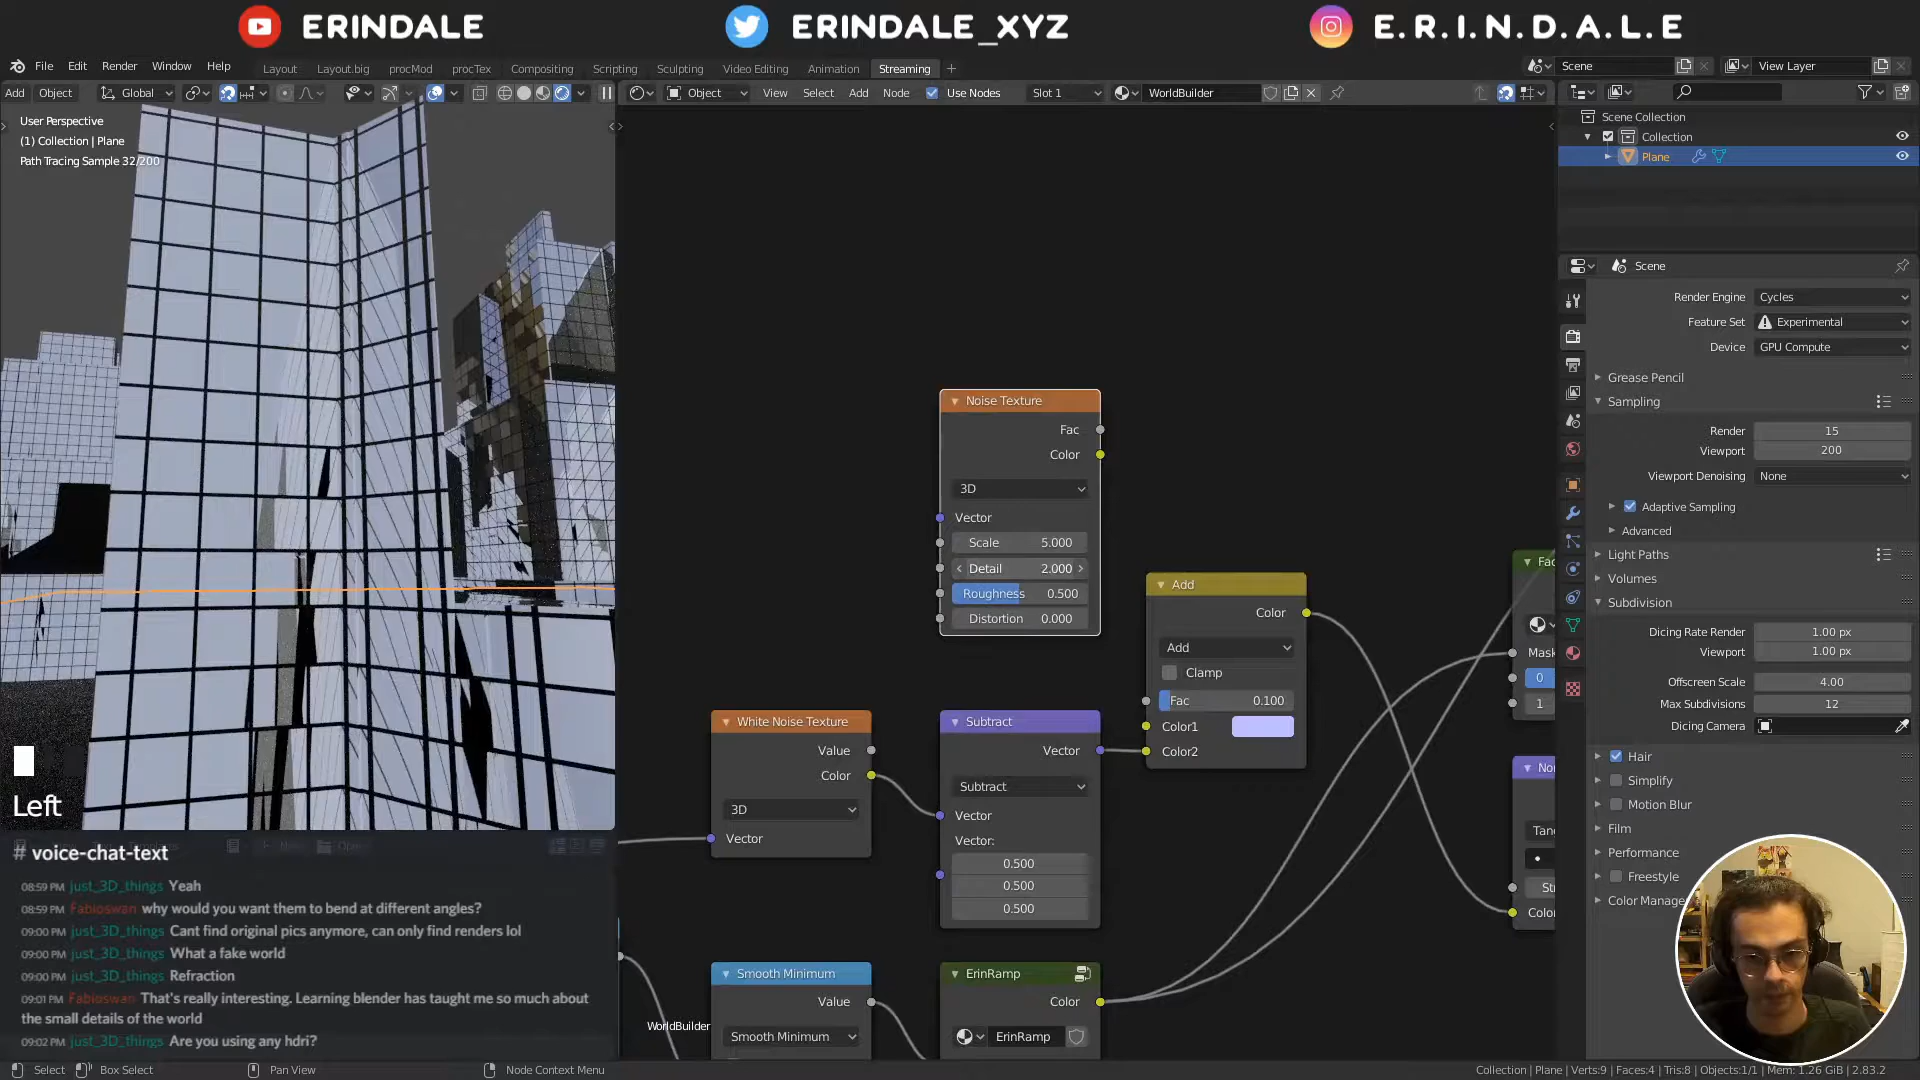 ERINDALE
ERINDALE_XYZ
E.R.I.N.D.A.L.E
File Edit Render Window Help
Layout Layout.big procMod procTex Compositing Scripting Sculpting Video Editing Animation Streaming +
Scene
View Layer
Add Object Global
Object View Select Add Node Use Nodes Slot 1 WorldBuilder
User Perspective
(1) Collection | Plane
Path Tracing Sample 32/200
Scene Collection
Collection
Plane
Scene
Render Engine Cycles
Feature Set Experimental
Device GPU Compute
Grease Pencil
Sampling
Render 15
Viewport 200
Viewport Denoising None
Adaptive Sampling
Advanced
Light Paths
Volumes
Subdivision
Dicing Rate Render 1.00 px
Viewport 1.00 px
Offscreen Scale 4.00
Max Subdivisions 12
Dicing Camera
Hair
Simplify
Motion Blur
Film
Performance
Freestyle
Color Manage
Noise Texture
Fac
Color
3D
Vector
Scale 5.000
Detail 2.000
Roughness 0.500
Distortion 0.000
Add
Color
Add
Clamp
Fac 0.100
Color1
Color2
White Noise Texture
Value
Color
3D
Vector
Subtract
Vector
Subtract
Vector
Vector:
0.500
0.500
0.500
Smooth Minimum
Value
Smooth Minimum
ErinRamp
Color
ErinRamp
Fac
Mask
0
1
No
Tan
Str
Color
WorldBuilder
Left
# voice-chat-text
08:59 PM just_3D_things Yeah
08:59 PM Fabioswan why would you want them to bend at different angles?
09:00 PM just_3D_things Cant find original pics anymore, can only find renders lol
09:00 PM just_3D_things What a fake world
09:00 PM just_3D_things Refraction
09:01 PM Fabioswan That's really interesting. Learning blender has taught me so much about
the small details of the world
09:02 PM just_3D_things Are you using any hdri?
Select Box Select Pan View Node Context Menu
Collection | Plane | Verts:9 | Faces:4 | Tris:8 | Objects:1/1 | Mem: 1.26 GiB | 2.83.2